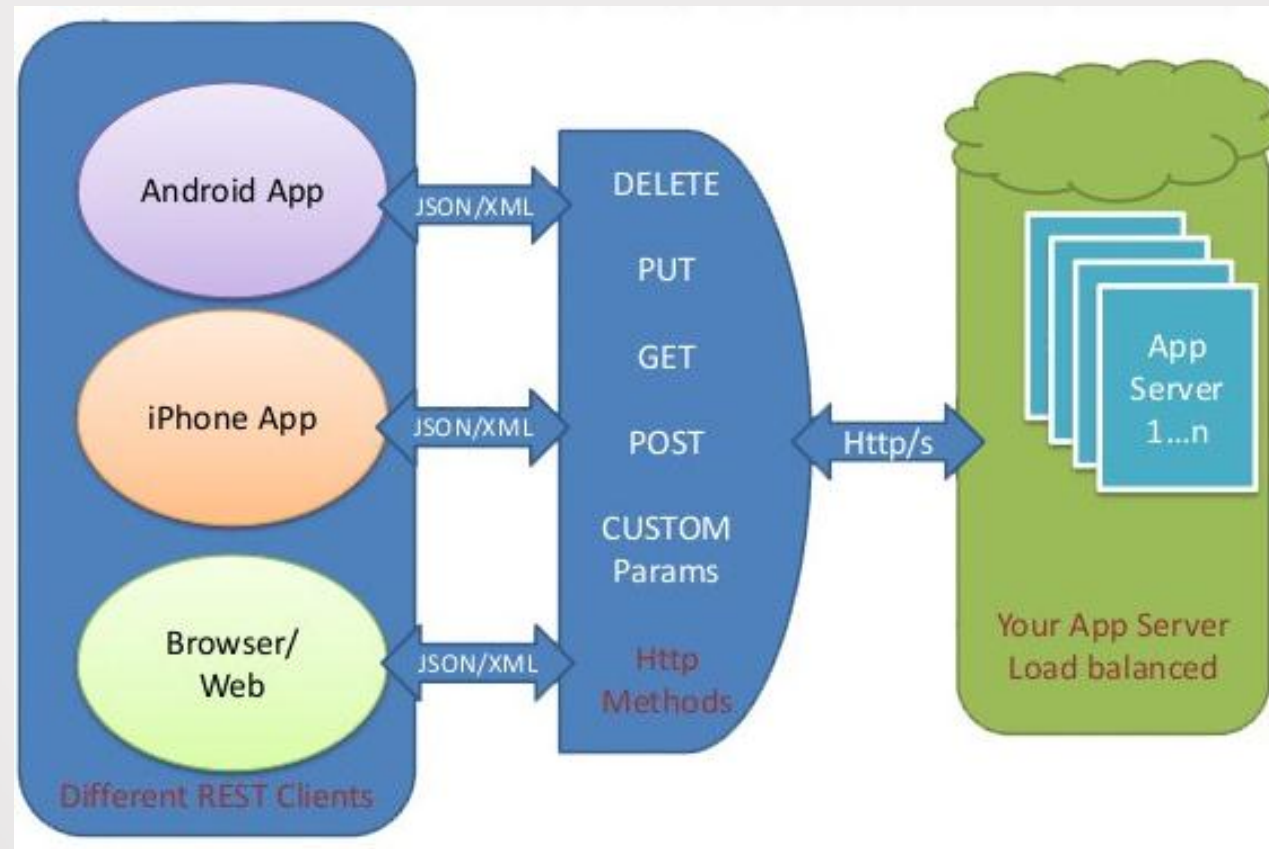 Android App
JSON/XML
iPhone App
JSON/XML
Browser/
Web
JSON/XML
Different REST Clients
DELETE
PUT
GET
POST
CUSTOM
Params
Http
Methods
Http/s
App
Server
1...n
Your App Server
Load balanced